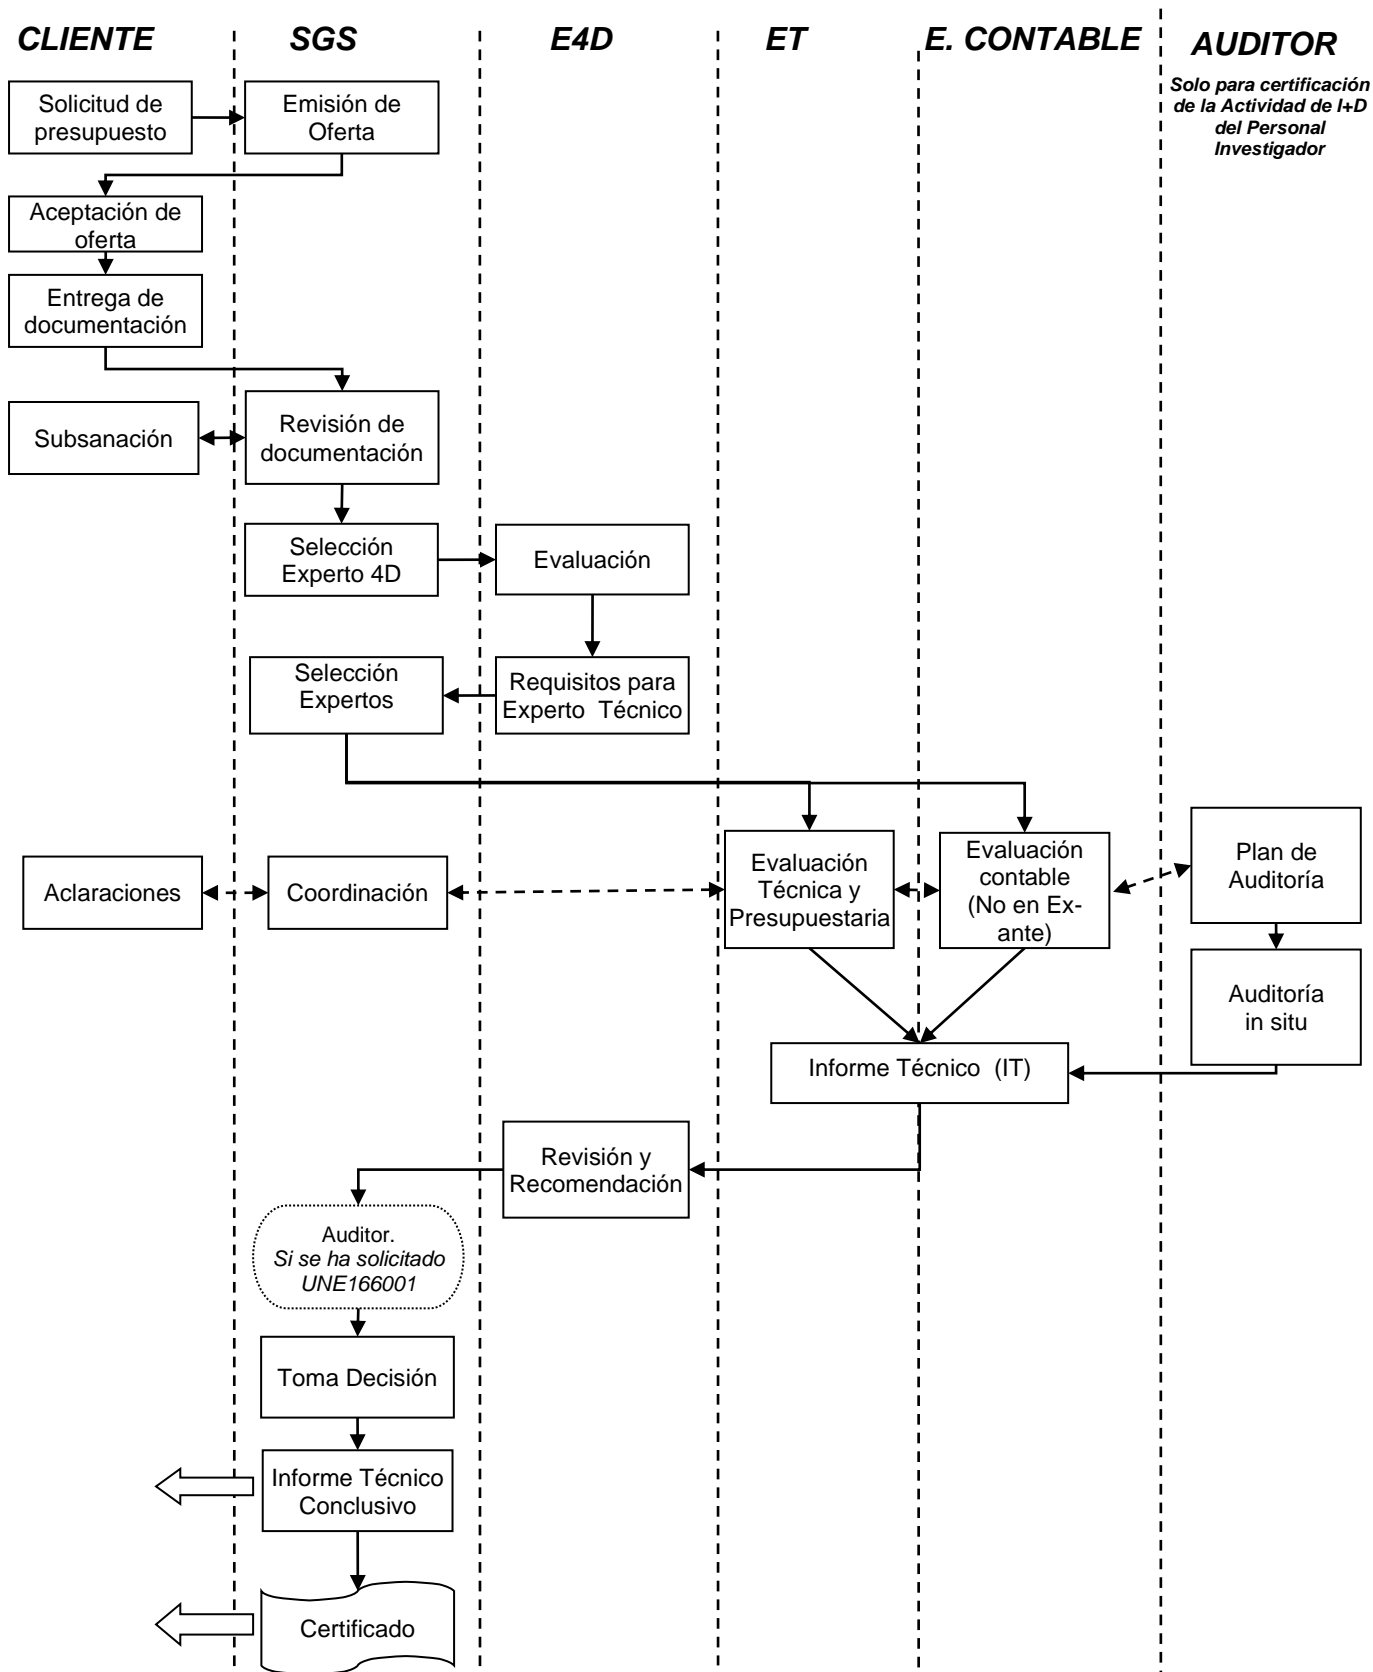 CLIENTE
SGS
E4D
ET
E. CONTABLE
AUDITOR
Solo para certificación
de la Actividad de I+D
del Personal
Investigador
Solicitud de
presupuesto
Emisión de
Oferta
Aceptación de
oferta
Entrega de
documentación
Subsanación
Revisión de
documentación
Selección
Experto 4D
Evaluación
Selección
Expertos
Requisitos para
Experto Técnico
Aclaraciones
Coordinación
Evaluación
Técnica y
Presupuestaria
Evaluación
contable
(No en Ex-
ante)
Plan de
Auditoría
Auditoría
in situ
Informe Técnico (IT)
Revisión y
Recomendación
Auditor.
Si se ha solicitado
UNE166001
Toma Decisión
Informe Técnico
Conclusivo
Certificado